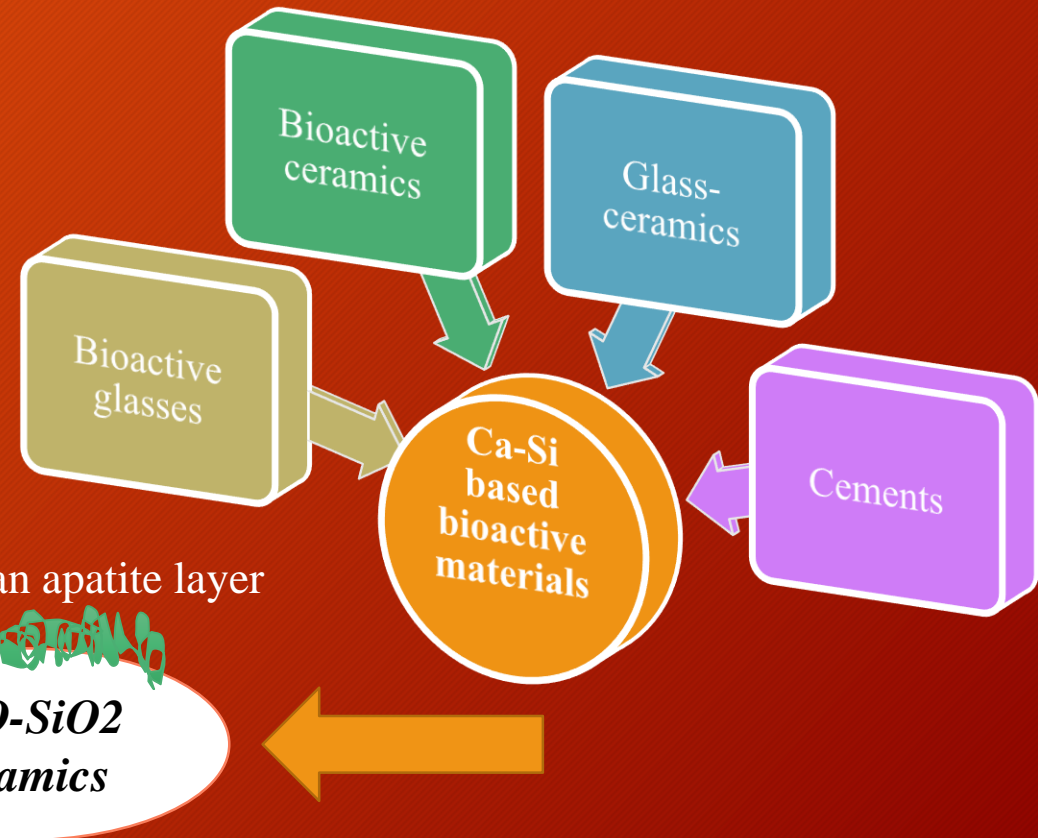 Bioactive
ceramics
Glass-
ceramics
Bioactive
glasses
Cements
Ca-Si
based
bioactive
materials
an apatite layer
-SiO2
amics